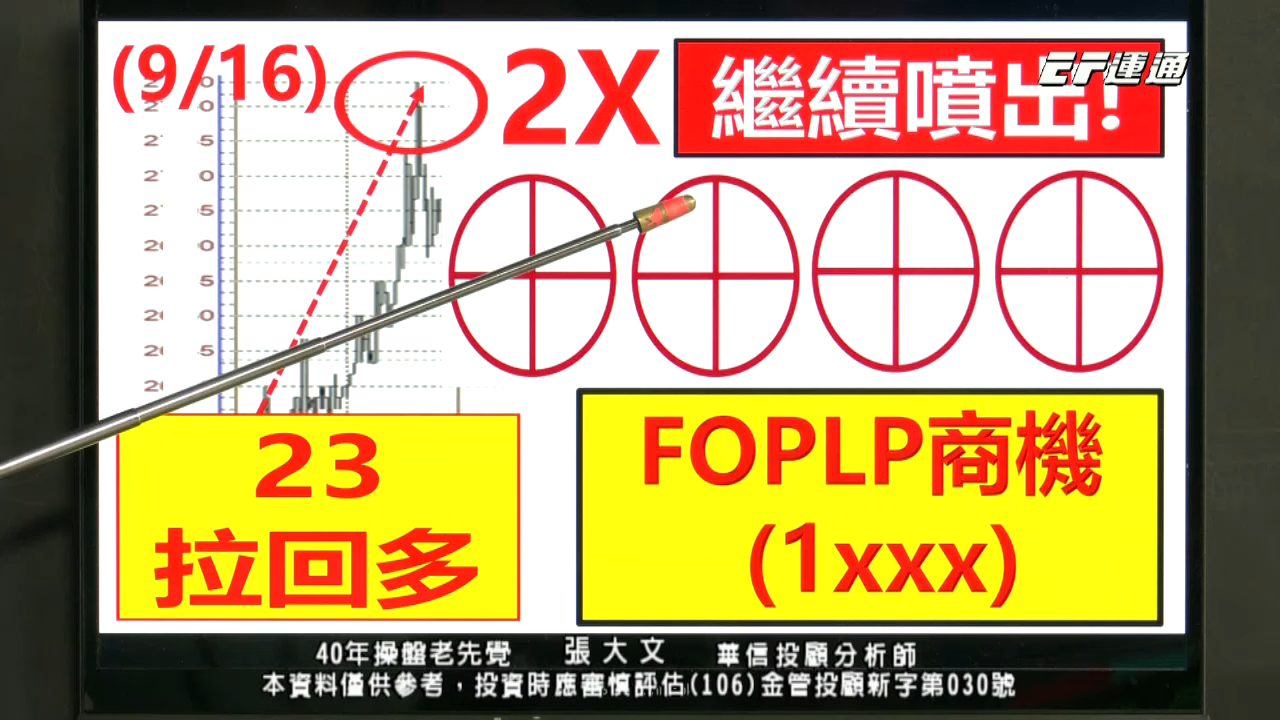 (9/16)
2X
繼續噴出!
運通
23
拉回多
FOPLP商機
(1xxx)
40年操盤老先覺 張大文 華信投顧分析師
本資料僅供參考，投資時應審慎評估(106)金管投顧新字第030號